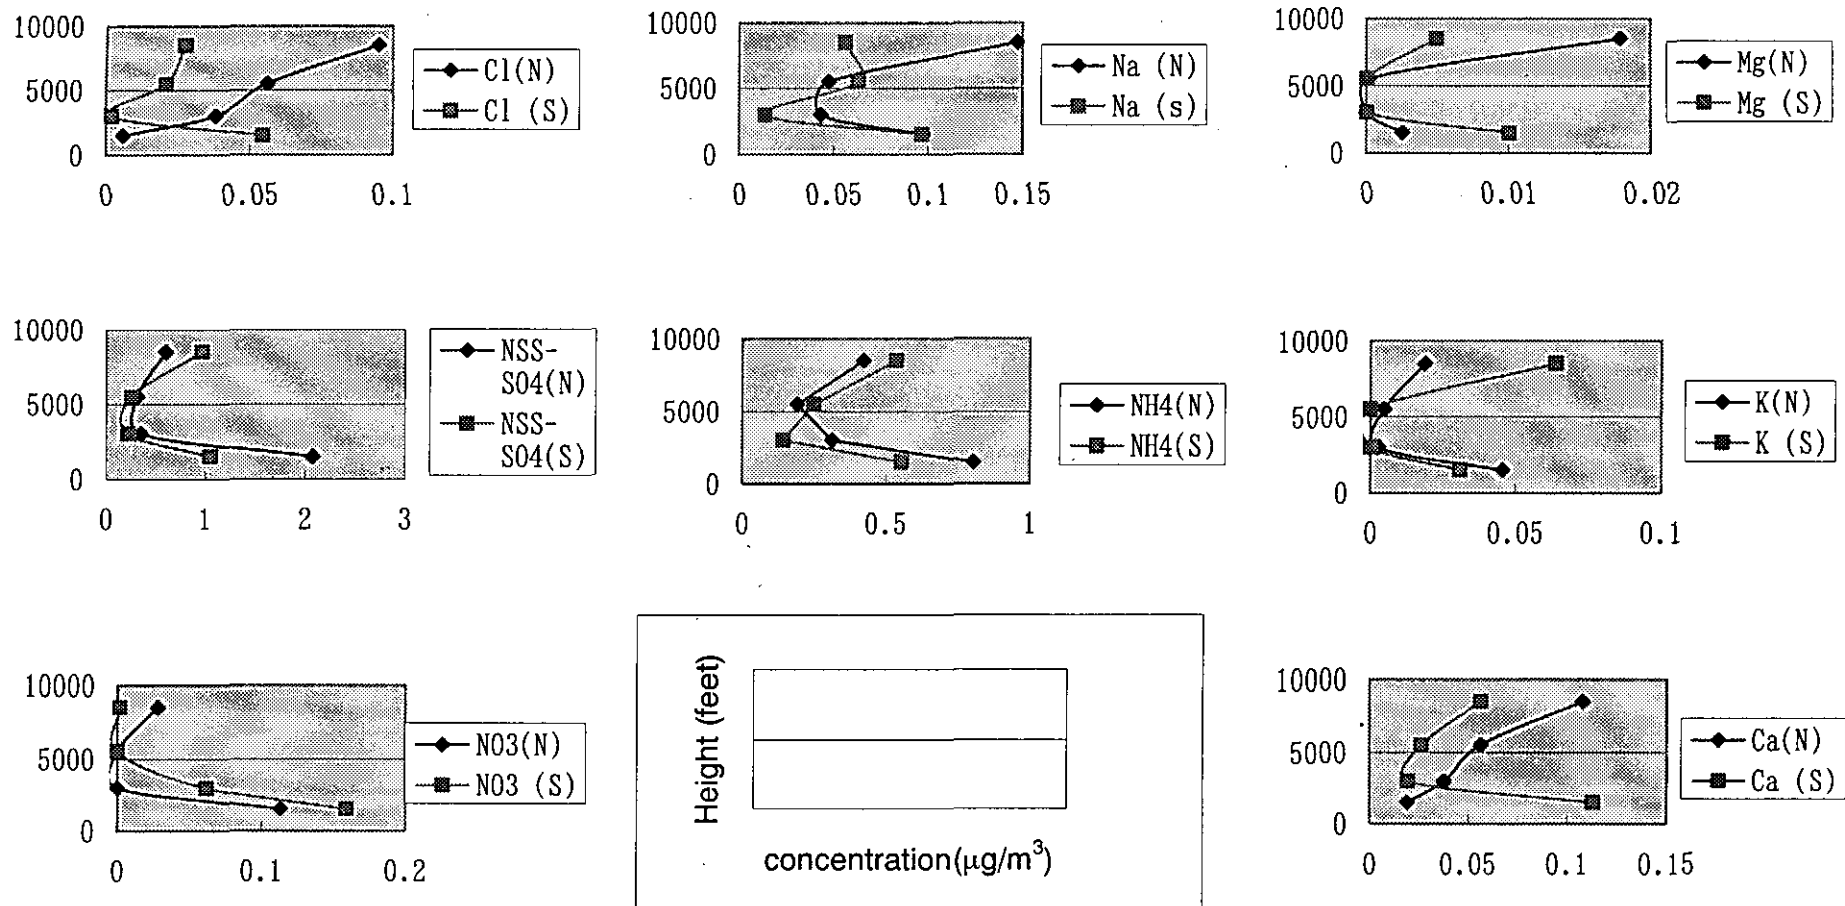 10000
5000
0
0 0.05 0.1
Cl(N)
Cl (S)
10000
5000
0
0 0.05 0.1 0.15
Na (N)
Na (s)
10000
5000
0
0 0.01 0.02
Mg(N)
Mg (S)
10000
5000
0
0 1 2 3
NSS-
SO4(N)
NSS-
SO4(S)
10000
5000
0
0 0.5 1
NH4(N)
NH4(S)
10000
5000
0
0 0.05 0.1
K(N)
K (S)
10000
5000
0
0 0.1 0.2
NO3(N)
NO3 (S)
Height (feet)
concentration(μg/m³)
10000
5000
0
0 0.05 0.1 0.15
Ca(N)
Ca (S)